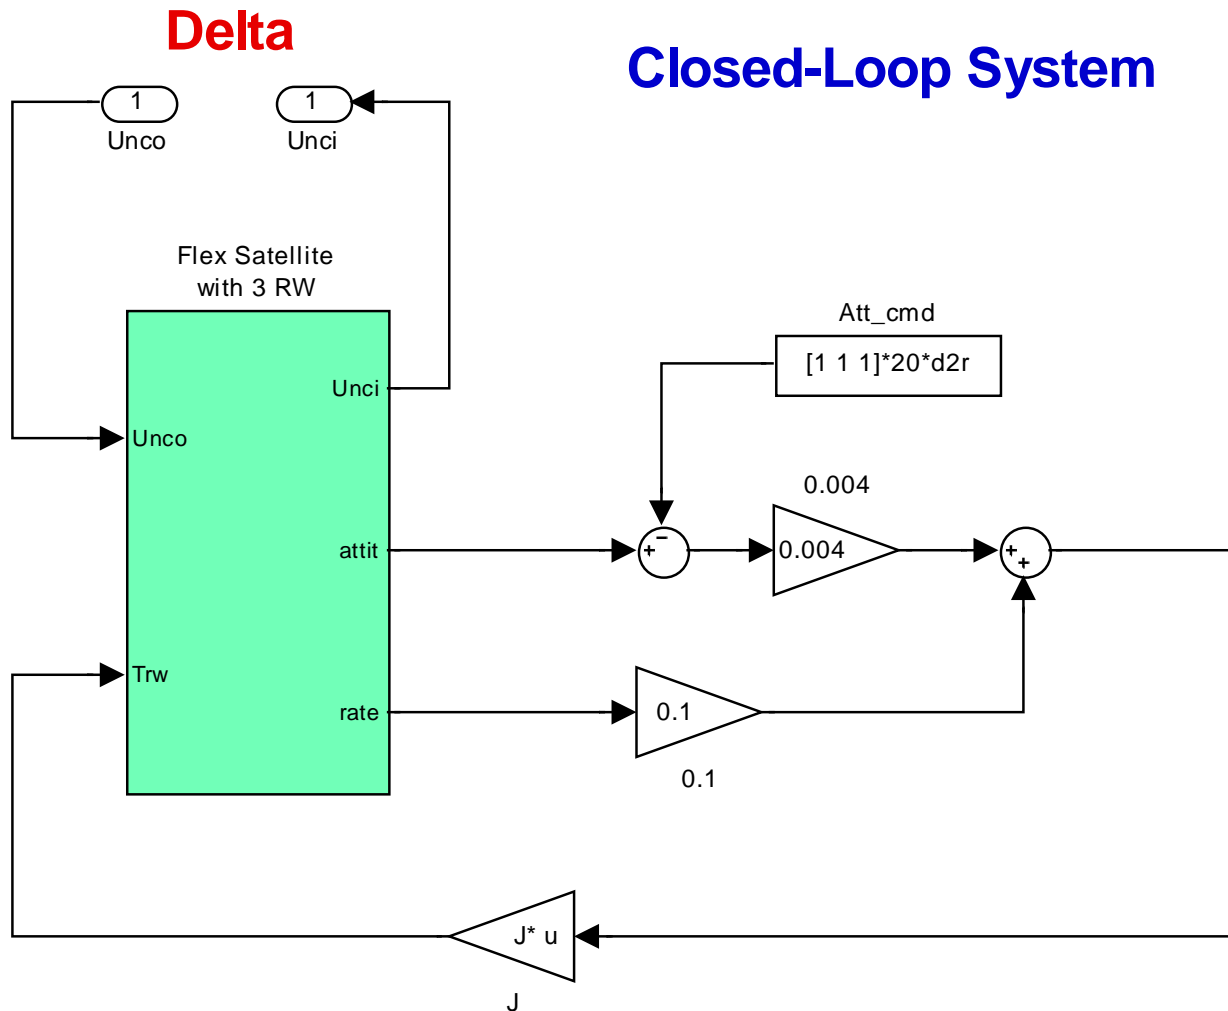 Delta
Closed-Loop System
1
Unco
1
Unci
Flex Satellite
with 3 RW
Unci
Unco
attit
Trw
rate
Att_cmd
[1 1 1]*20*d2r
−
+
0.004
0.004
+
+
0.1
0.1
J* u
J